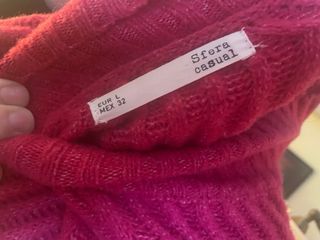 Sfera
casual
EUR L
MEX 32